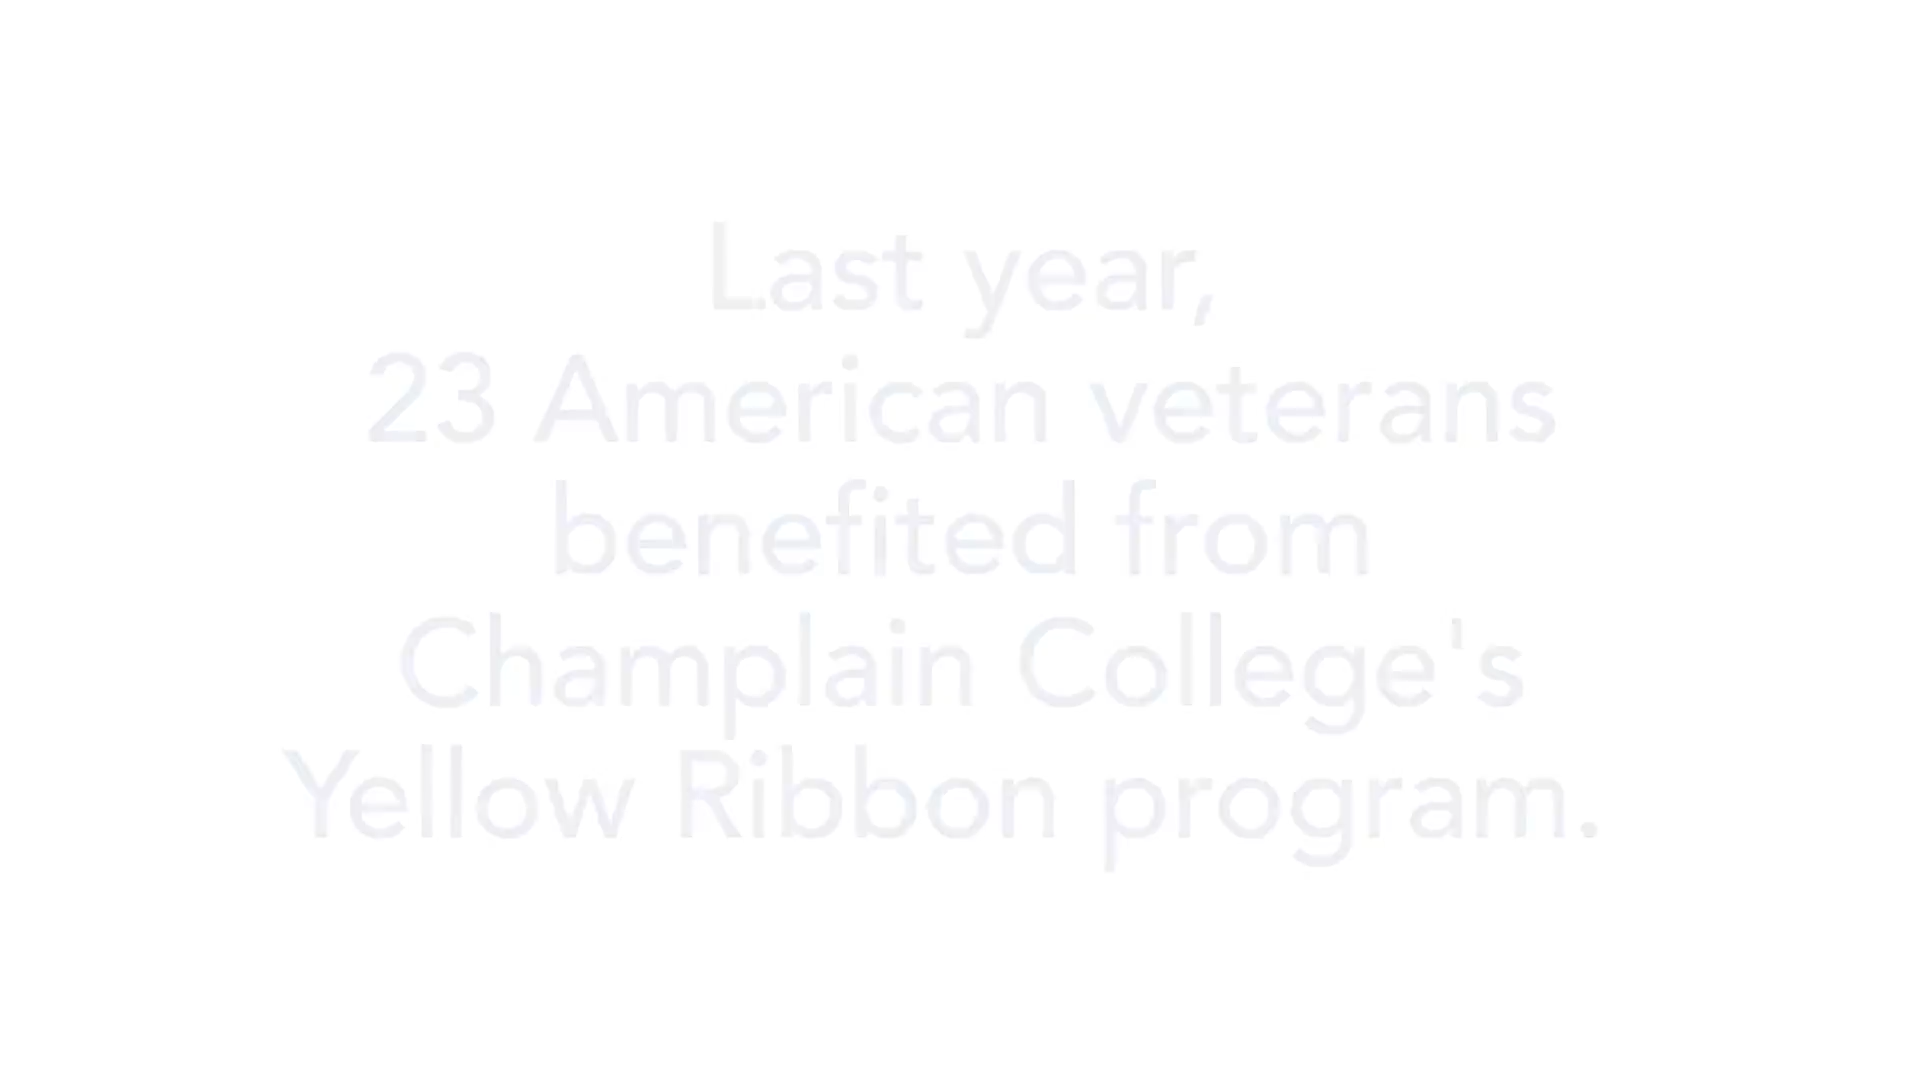 Last year,
23 American veterans
benefited from
Champlain College's
Yellow Ribbon program.